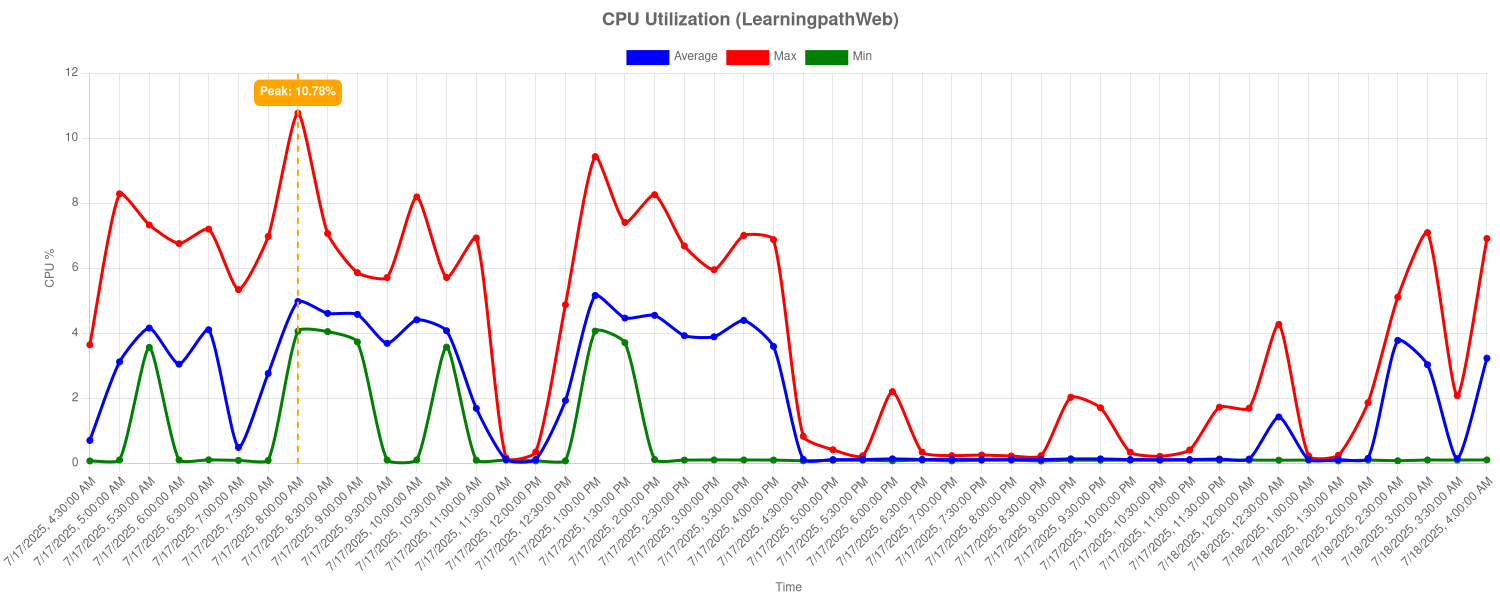 CPU Utilization (LearningpathWeb)
Average Max Min
12
Peak: 10.78%
10
8
6
4
2
0
CPU %
7/17/2025, 4:30:00 AM
7/17/2025, 5:00:00 AM
7/17/2025, 5:30:00 AM
7/17/2025, 6:00:00 AM
7/17/2025, 6:30:00 AM
7/17/2025, 7:00:00 AM
7/17/2025, 7:30:00 AM
7/17/2025, 8:00:00 AM
7/17/2025, 8:30:00 AM
7/17/2025, 9:00:00 AM
7/17/2025, 9:30:00 AM
7/17/2025, 10:00:00 AM
7/17/2025, 10:30:00 AM
7/17/2025, 11:00:00 AM
7/17/2025, 11:30:00 AM
7/17/2025, 12:00:00 PM
7/17/2025, 12:30:00 PM
7/17/2025, 1:00:00 PM
7/17/2025, 1:30:00 PM
7/17/2025, 2:00:00 PM
7/17/2025, 2:30:00 PM
7/17/2025, 3:00:00 PM
7/17/2025, 3:30:00 PM
7/17/2025, 4:00:00 PM
7/17/2025, 4:30:00 PM
7/17/2025, 5:00:00 PM
7/17/2025, 5:30:00 PM
7/17/2025, 6:00:00 PM
7/17/2025, 6:30:00 PM
7/17/2025, 7:00:00 PM
7/17/2025, 7:30:00 PM
7/17/2025, 8:00:00 PM
7/17/2025, 8:30:00 PM
7/17/2025, 9:00:00 PM
7/17/2025, 9:30:00 PM
7/17/2025, 10:00:00 PM
7/17/2025, 10:30:00 PM
7/17/2025, 11:00:00 PM
7/17/2025, 11:30:00 PM
7/18/2025, 12:00:00 AM
7/18/2025, 12:30:00 AM
7/18/2025, 1:00:00 AM
7/18/2025, 1:30:00 AM
7/18/2025, 2:00:00 AM
7/18/2025, 2:30:00 AM
7/18/2025, 3:00:00 AM
7/18/2025, 3:30:00 AM
7/18/2025, 4:00:00 AM
Time